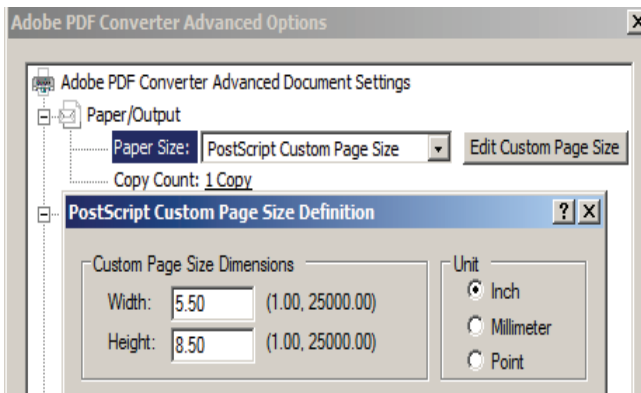 Adobe PDF Converter Advanced Options
Adobe PDF Converter Advanced Document Settings
Paper/Output
Paper Size: PostScript Custom Page Size Edit Custom Page Size
Copy Count: 1 Copy
PostScript Custom Page Size Definition
Custom Page Size Dimensions Unit
Width: 5.50 (1.00, 25000.00) Inch
Millimeter
Height: 8.50 (1.00, 25000.00)
Point